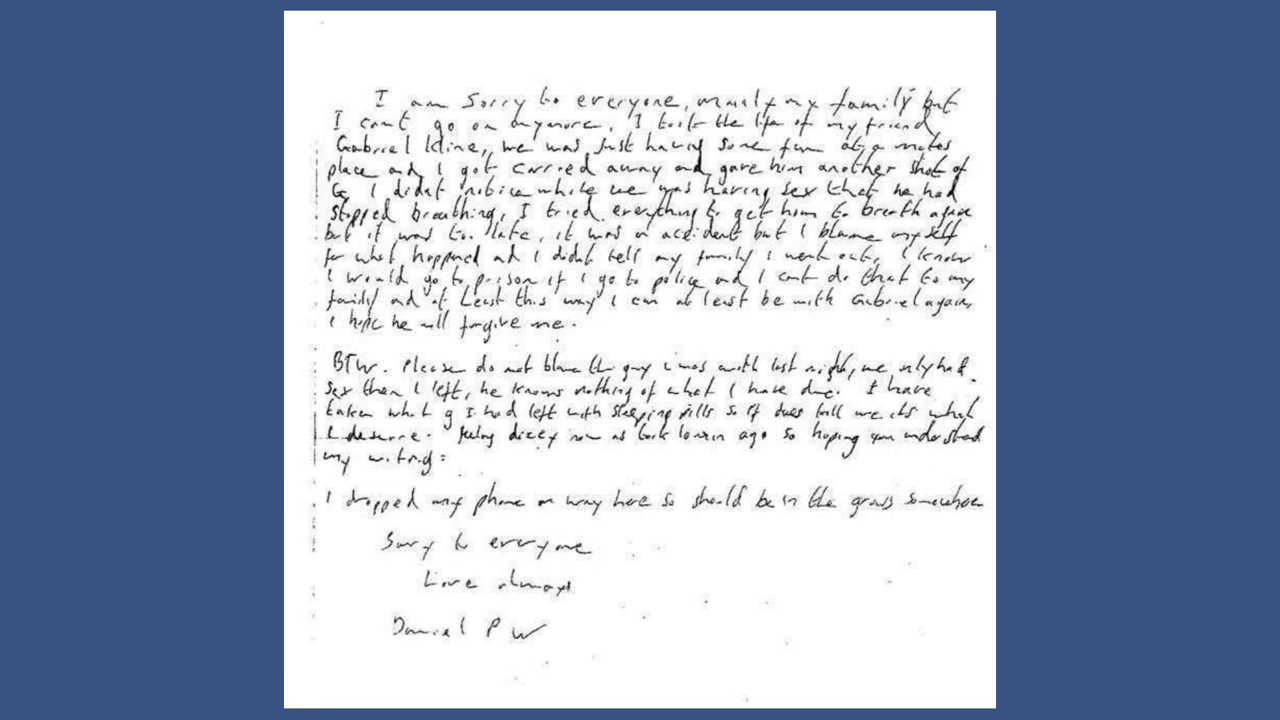 I am sorry to everyone, mainly my family but
I cant go on anymore, I took the life of my friend
Gabriel Kline, we was just having some fun at a mates
place and I got carried away and gave him another shot of
G, I didnt notice while we was having sex that he had
stopped breathing, I tried everything to get him to breath again
but it was to late, it was a accident but I blame myself
for what happened and I didnt tell my family I went out, I know
I would go to prison if I go to police and I cant do that to my
family and at least this way I can at least be with Gabriel again,
I hope he will forgive me.
BTW. Please do not blame the guy I was with last night, we only had
sex then I left, he knows nothing of what I have done. I have
taken what g I had left with sleeping pills so if it does kill me its what
I deserve. Feeling dizzy now as took 10min ago so hoping you understand
my writing.
I dropped my phone on way here so should be in the grass somewhere
Sorry to everyone
Love always
Daniel P W